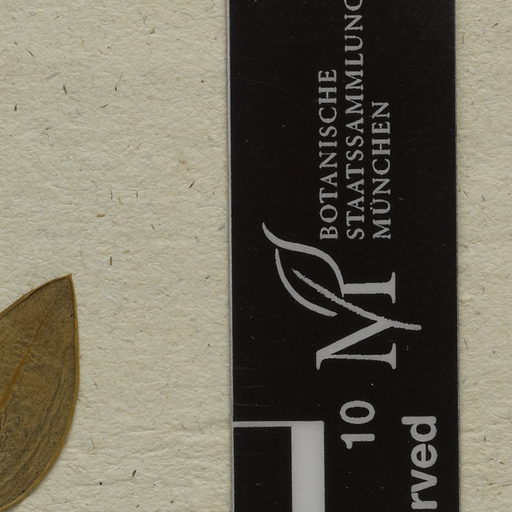 BOTANISCHE
STAATSSAMMLUNG
MÜNCHEN
M
10
rved